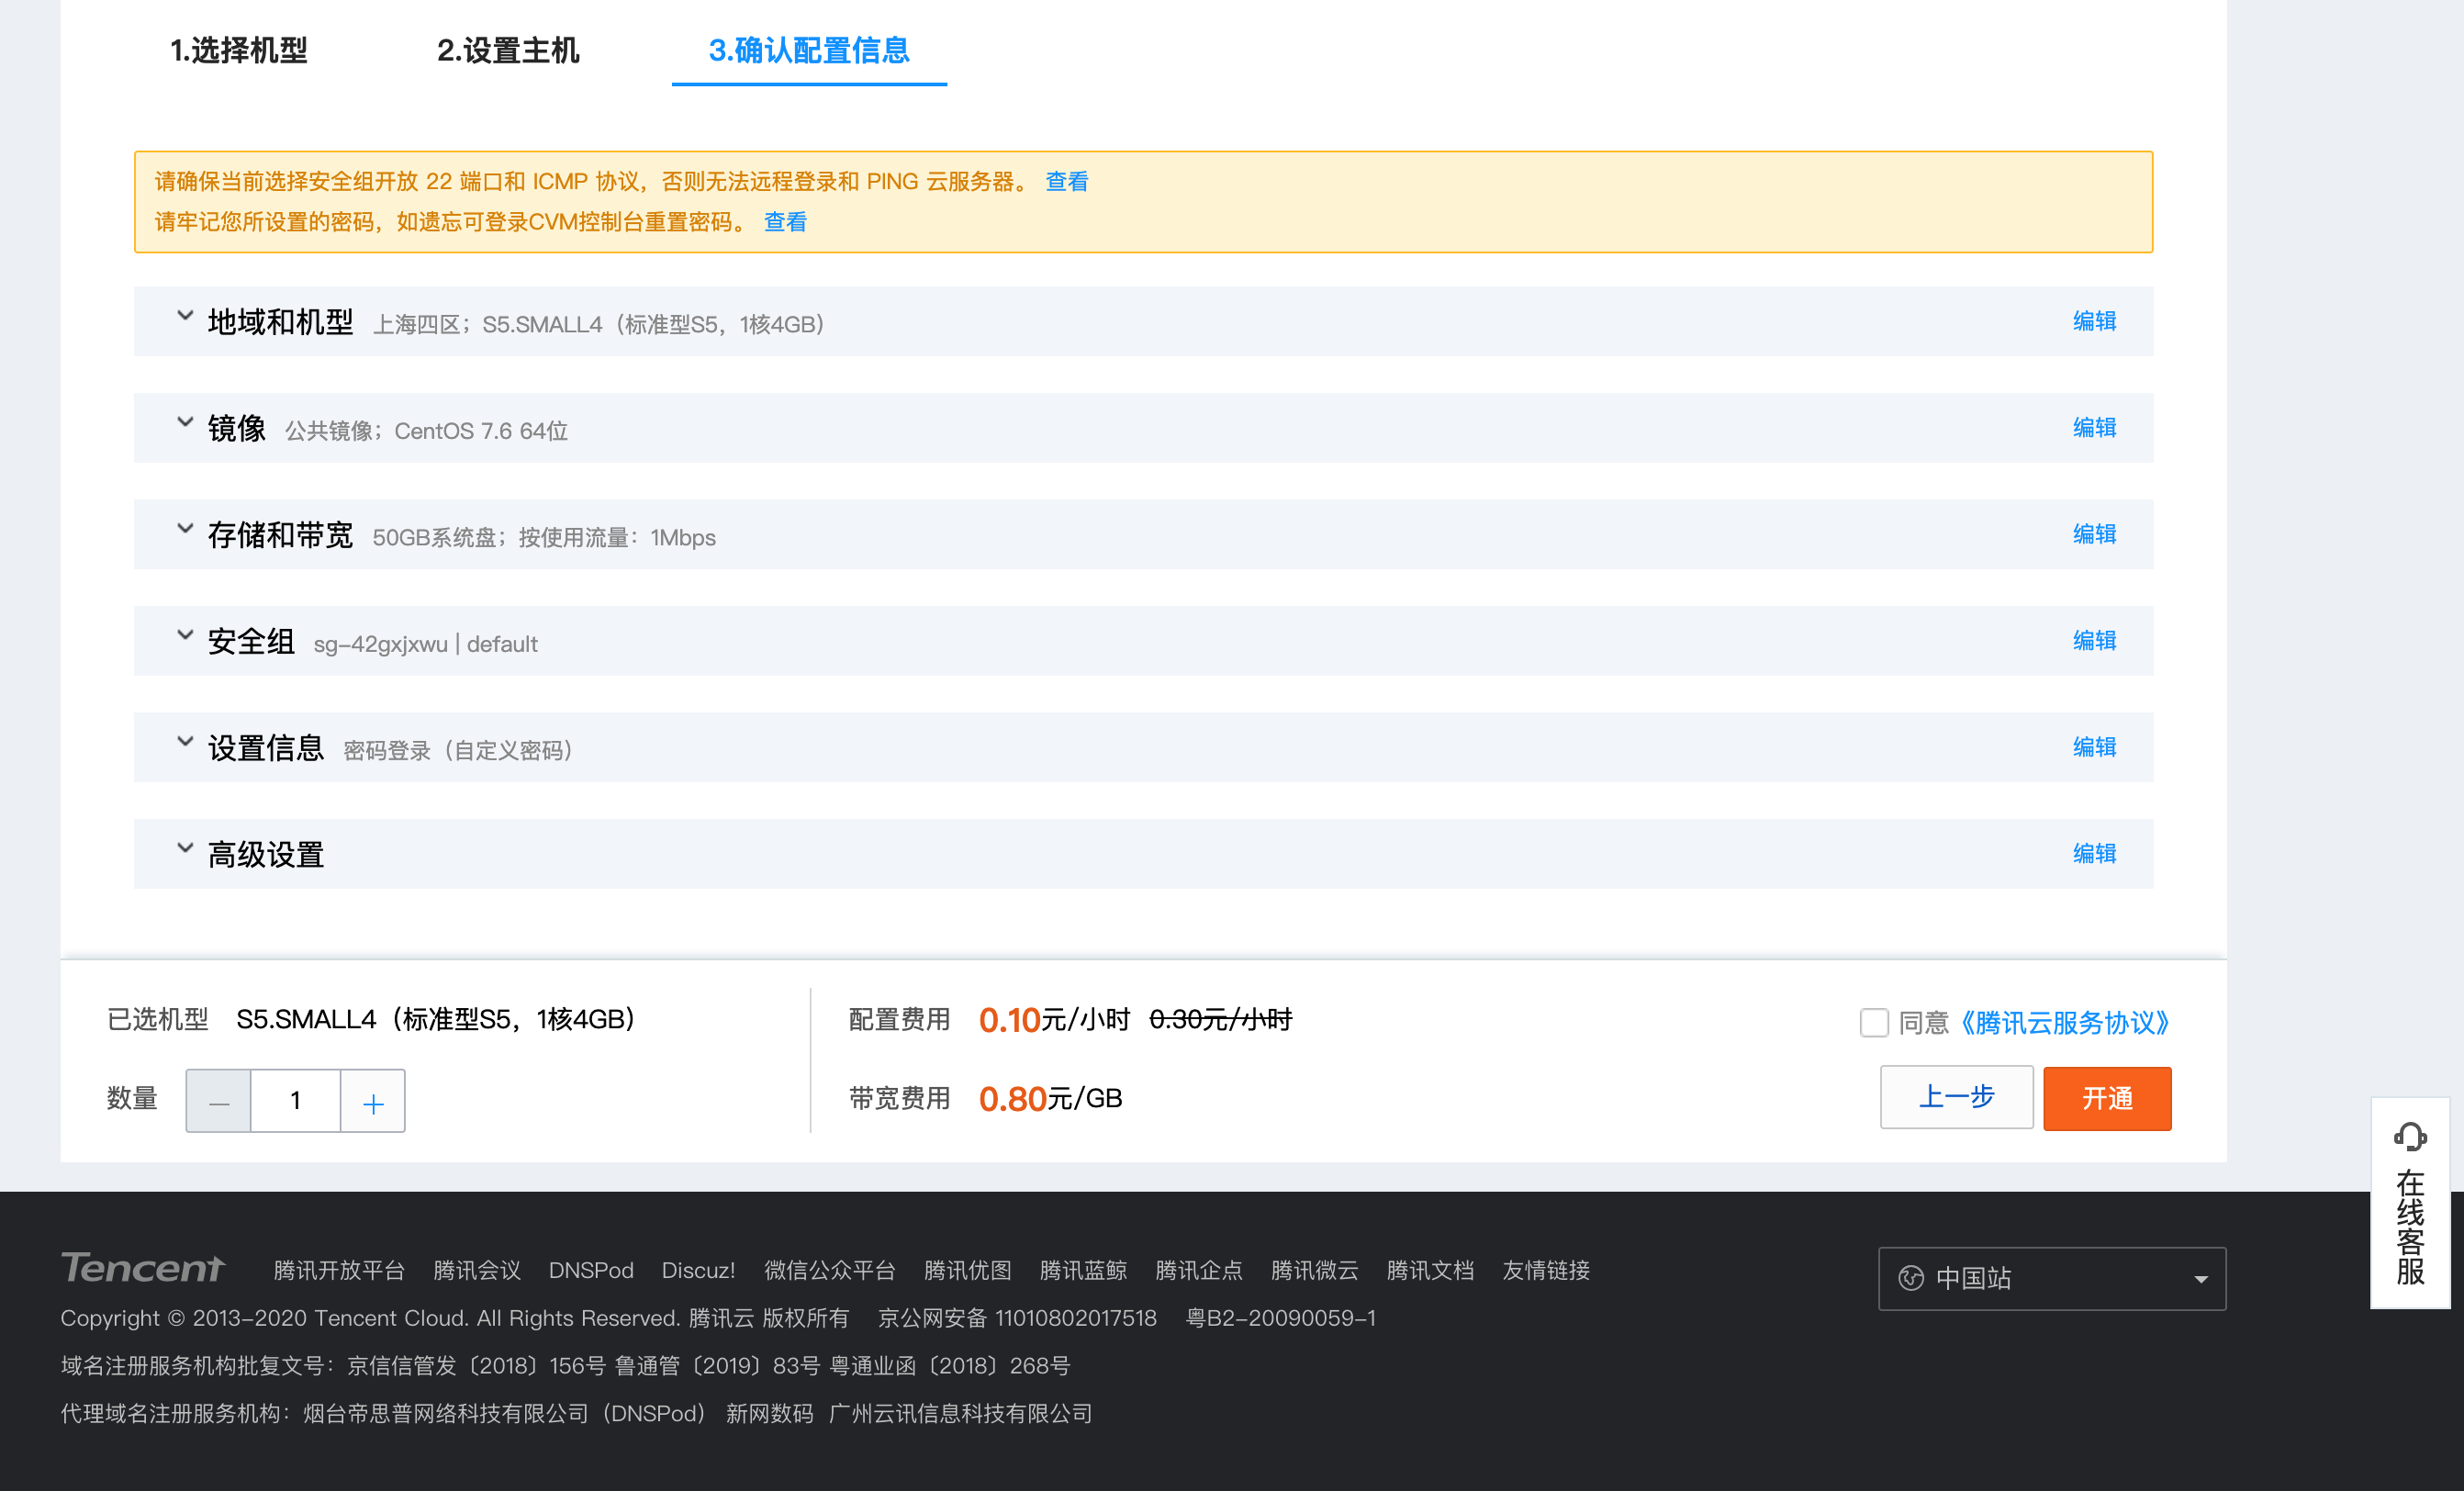 1.选择机型 2.设置主机 3.确认配置信息
请确保当前选择安全组开放 22 端口和 ICMP 协议，否则无法远程登录和 PING 云服务器。 查看
请牢记您所设置的密码，如遗忘可登录CVM控制台重置密码。 查看
地域和机型 上海四区；S5.SMALL4（标准型S5，1核4GB） 编辑
镜像 公共镜像；CentOS 7.6 64位 编辑
存储和带宽 50GB系统盘；按使用流量：1Mbps 编辑
安全组 sg-42gxjxwu | default 编辑
设置信息 密码登录（自定义密码） 编辑
高级设置 编辑
已选机型 S5.SMALL4（标准型S5，1核4GB） 配置费用 0.10元/小时 0.30元/小时 同意《腾讯云服务协议》
数量 — 1 + 带宽费用 0.80元/GB 上一步 开通
在线客服
Tencent 腾讯开放平台 腾讯会议 DNSPod Discuz! 微信公众平台 腾讯优图 腾讯蓝鲸 腾讯企点 腾讯微云 腾讯文档 友情链接 中国站
Copyright © 2013-2020 Tencent Cloud. All Rights Reserved. 腾讯云 版权所有 京公网安备 11010802017518 粤B2-20090059-1
域名注册服务机构批复文号：京信信管发〔2018〕156号 鲁通管〔2019〕83号 粤通业函〔2018〕268号
代理域名注册服务机构：烟台帝思普网络科技有限公司（DNSPod） 新网数码 广州云讯信息科技有限公司